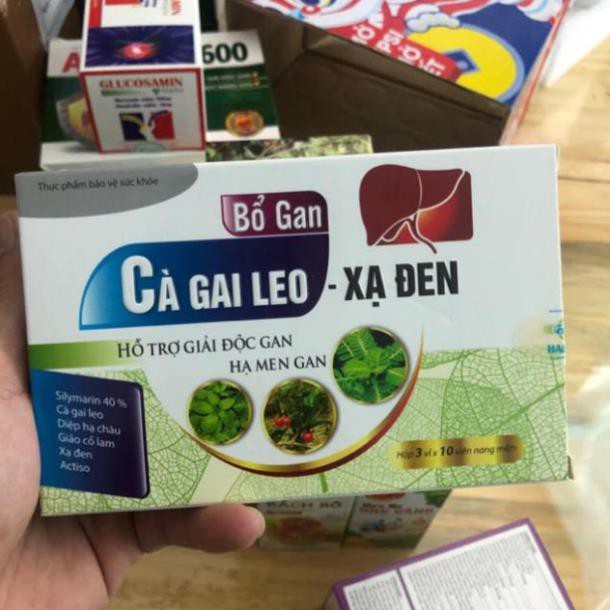 500
GLUCOSAMIN
Thực phẩm bảo vệ sức khỏe
Bổ Gan
CÀ GAI LEO - XẠ ĐEN
HỖ TRỢ GIẢI ĐỘC GAN
HẠ MEN GAN
Silymarin 40 %
Cà gai leo
Diệp hạ châu
Giảo cổ lam
Xạ đen
Actiso
Hộp 3 vỉ x 10 viên nang mềm